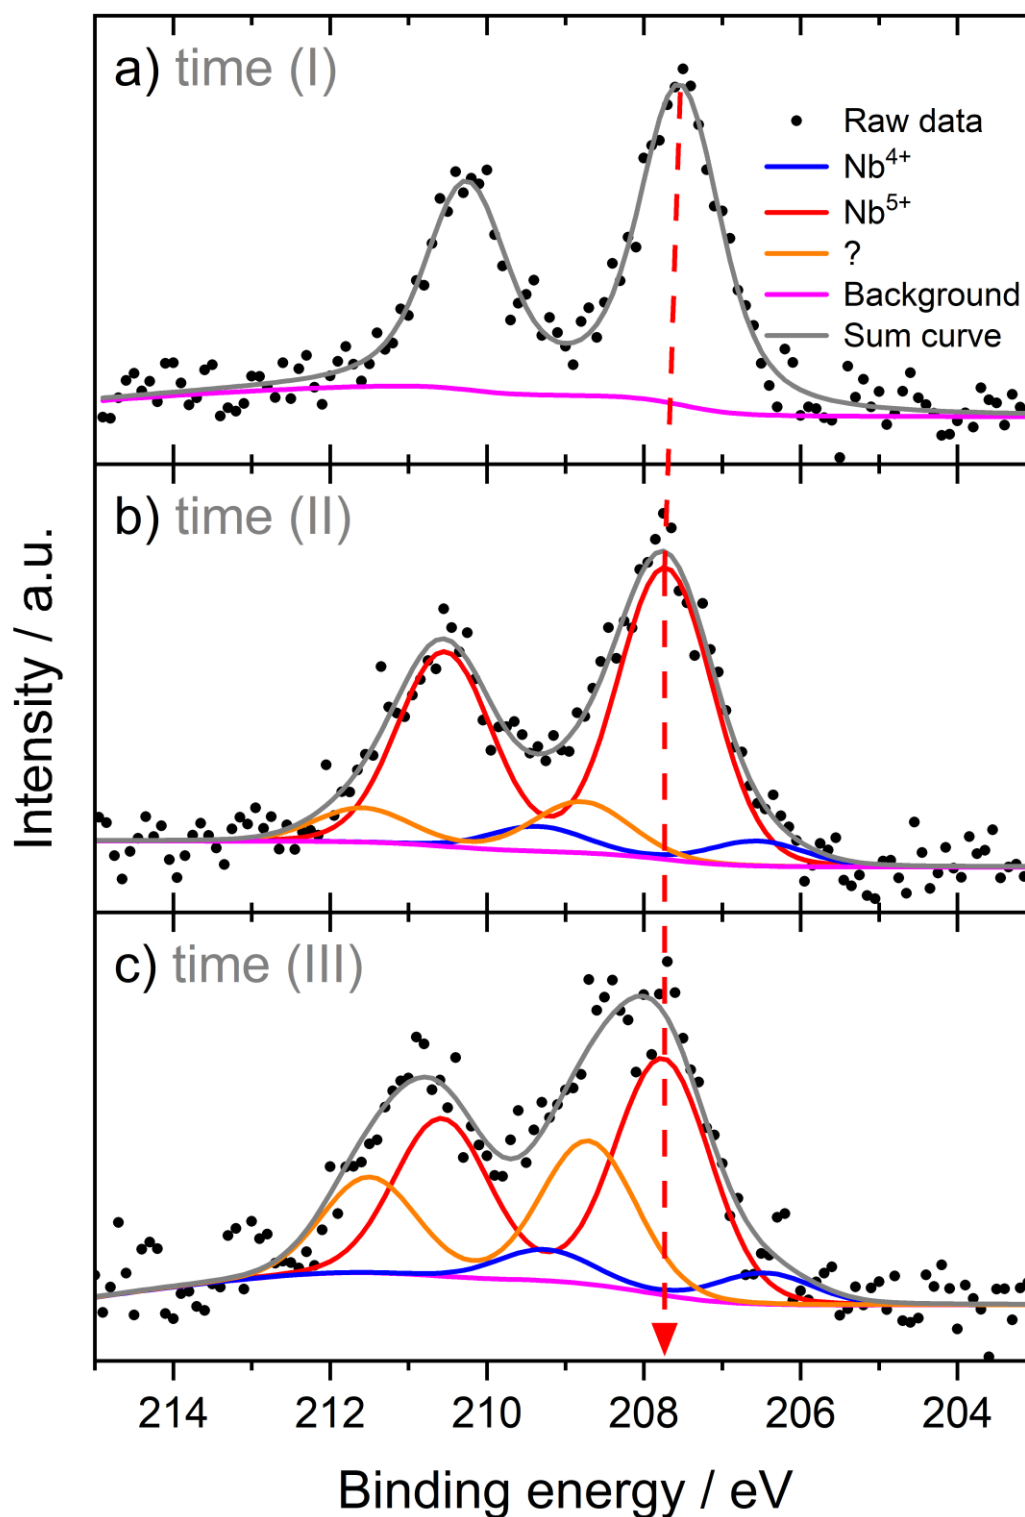 a) time (I)
Raw data
Nb⁴⁺
Nb⁵⁺
?
Background
Sum curve
b) time (II)
c) time (III)
Intensity / a.u.
214 212 210 208 206 204
Binding energy / eV